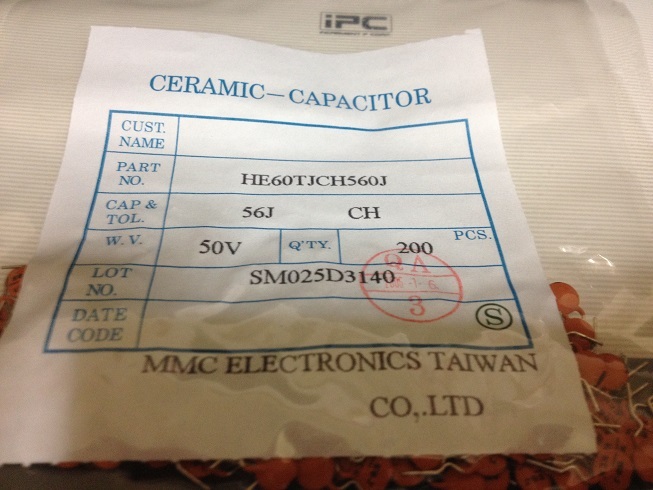 iPC
CERAMIC–CAPACITOR
CUST. NAME
PART NO. HE60TJCH560J
CAP & TOL. 56J CH
W. V. 50V Q'TY. 200 PCS.
LOT NO. SM025D3140
QA
3
DATE CODE S
MMC ELECTRONICS TAIWAN
CO,.LTD